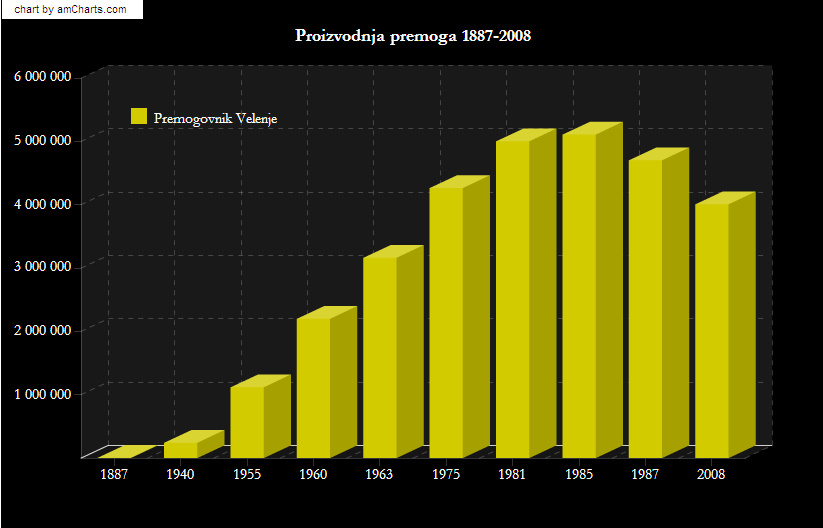 chart by amCharts.com
Proizvodnja premoga 1887-2008
6 000 000
Premogovnik Velenje
5 000 000
4 000 000
3 000 000
2 000 000
1 000 000
1887 1940 1955 1960 1963 1975 1981 1985 1987 2008